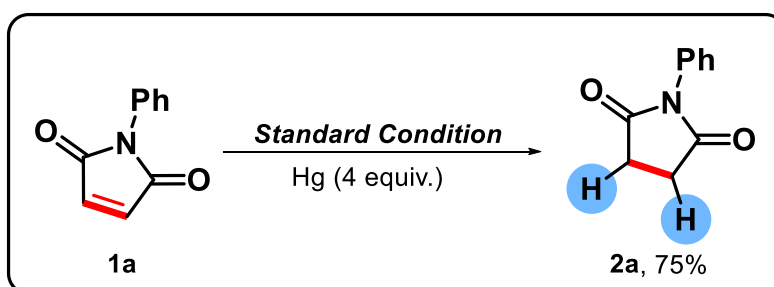 Ph
N
O
O
1a
Standard Condition
Hg (4 equiv.)
Ph
N
O
O
H
H
2a, 75%